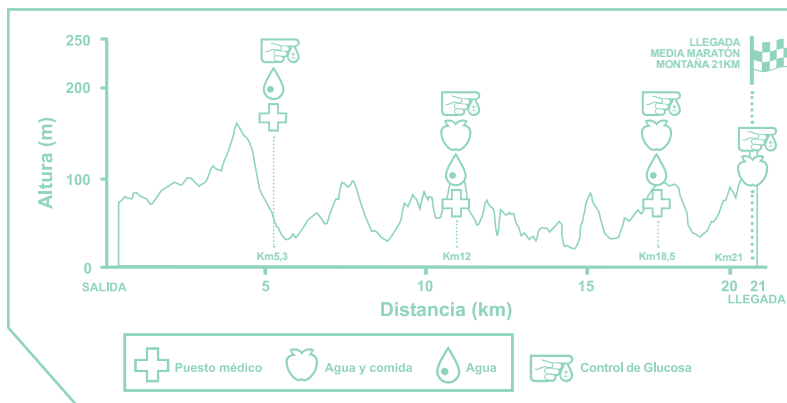 250
200
100
50
0
Altura (m)
LLEGADA
MEDIA MARATÓN
MONTAÑA 21KM
Km5,3
Km12
Km18,5
Km21
SALIDA
5
10
15
20
21
LLEGADA
Distancia (km)
Puesto médico
Agua y comida
Agua
Control de Glucosa